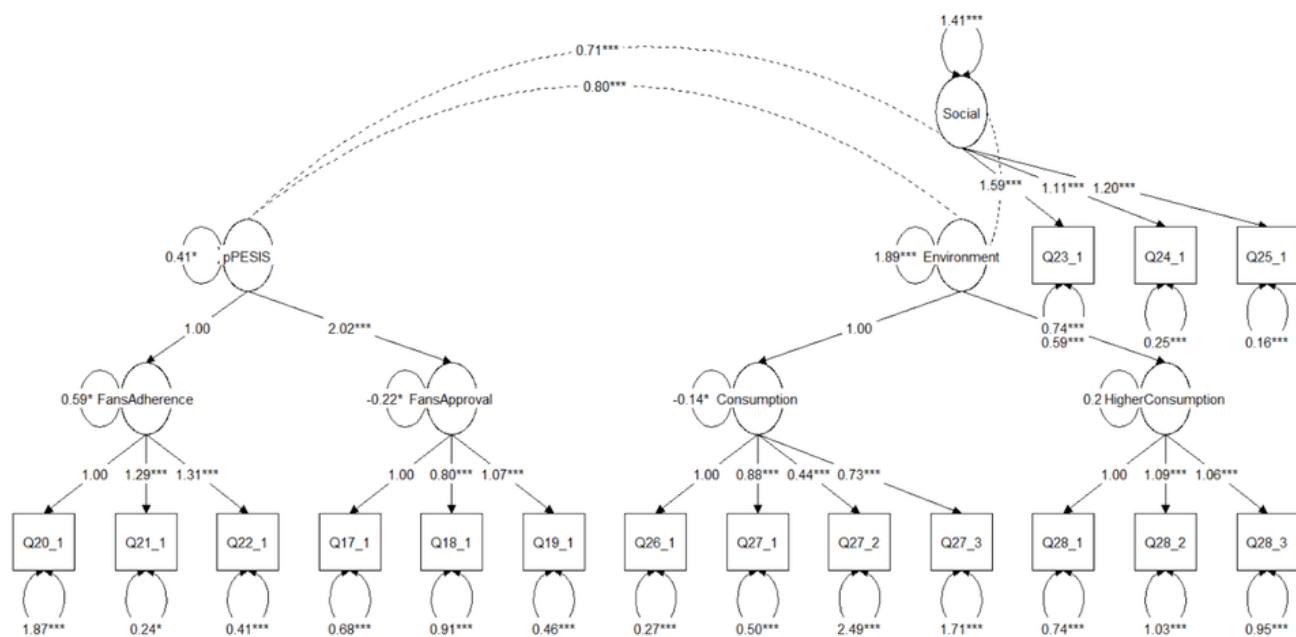 1.41***
0.71***
0.80***
Social
1.59*** 1.11*** 1.20***
0.41* pPESIS
1.89*** Environment
Q23_1 Q24_1 Q25_1
1.00 2.02*** 1.00 0.74***
0.59*** 0.25*** 0.16***
0.59* FansAdherence -0.22* FansApproval -0.14* Consumption 0.2 HigherConsumption
1.00 1.29*** 1.31*** 1.00 0.80*** 1.07*** 1.00 0.88*** 0.44*** 0.73*** 1.00 1.09*** 1.06***
Q20_1 Q21_1 Q22_1 Q17_1 Q18_1 Q19_1 Q26_1 Q27_1 Q27_2 Q27_3 Q28_1 Q28_2 Q28_3
1.87*** 0.24* 0.41*** 0.68*** 0.91*** 0.46*** 0.27*** 0.50*** 2.49*** 1.71*** 0.74*** 1.03*** 0.95***